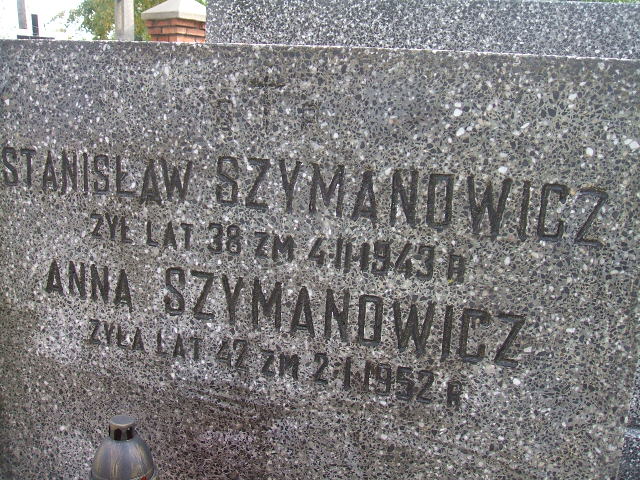 Ś T P
STANISŁAW SZYMANOWICZ
ŻYŁ LAT 38 ZM 4 II 1943 R
ANNA SZYMANOWICZ
ŻYŁA LAT 42 ZM 2 I 1952 R